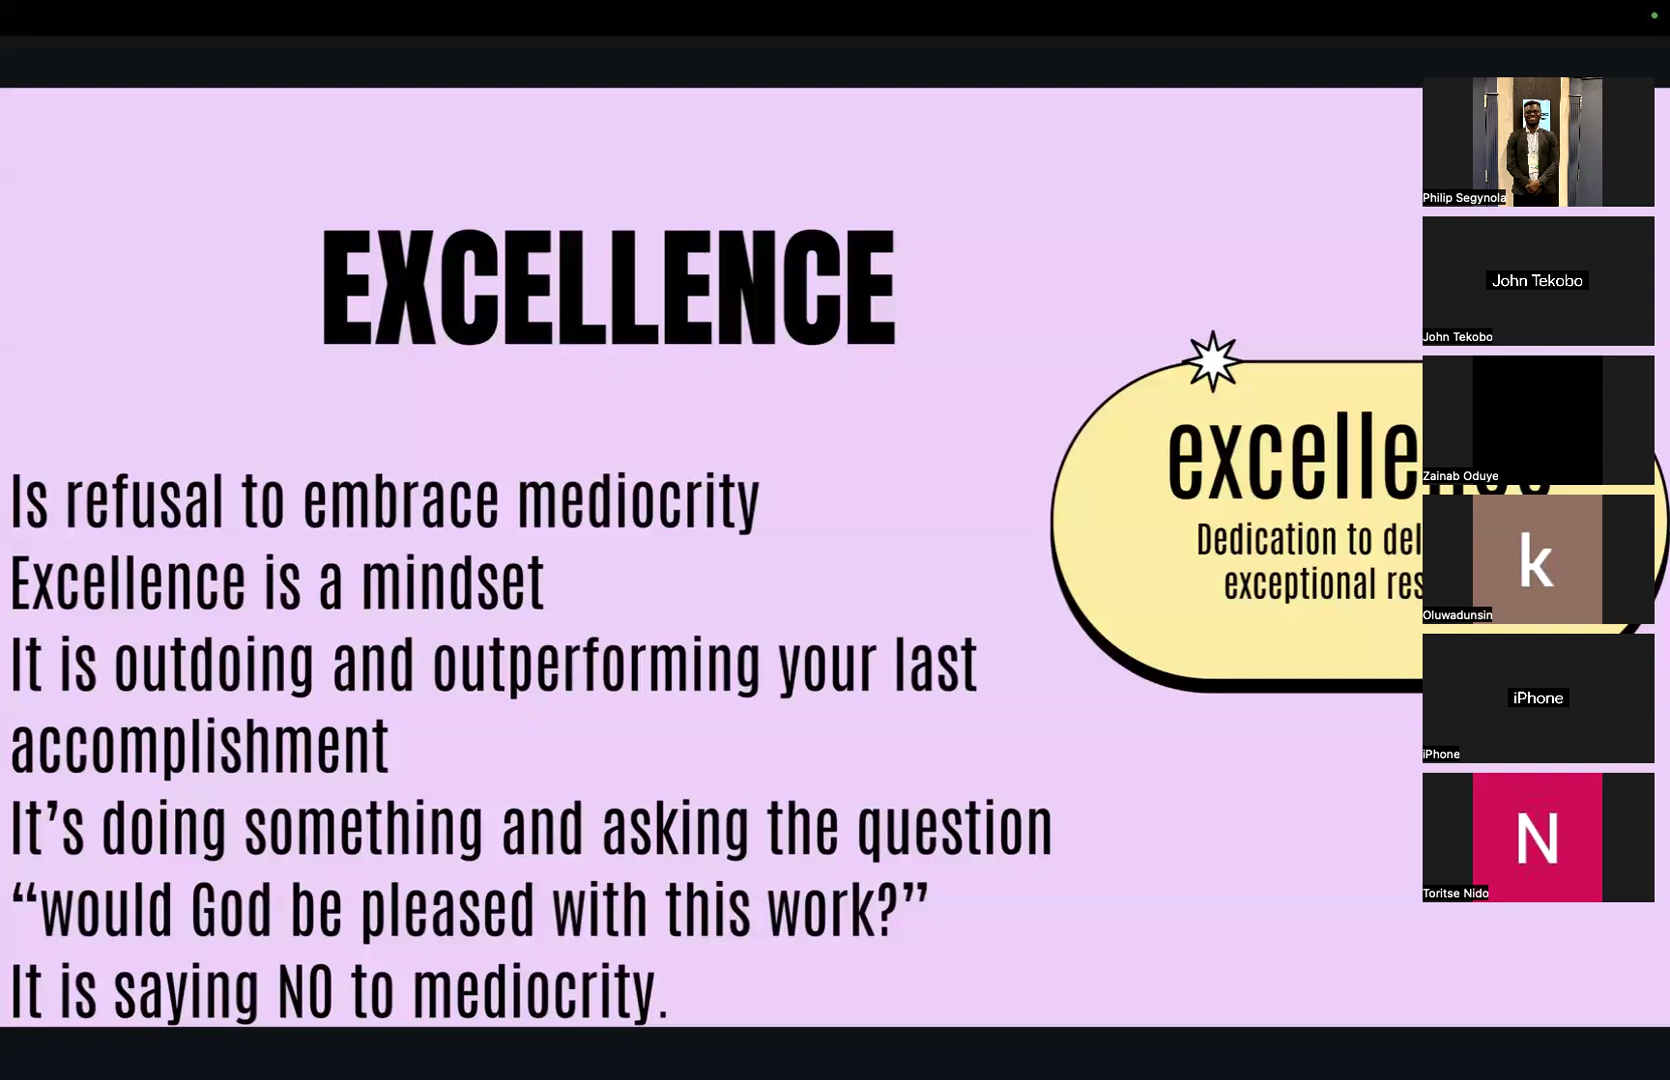 EXCELLENCE
Is refusal to embrace mediocrity
Excellence is a mindset
It is outdoing and outperforming your last
accomplishment
It’s doing something and asking the question
“would God be pleased with this work?”
It is saying NO to mediocrity.
Dedication to
exceptional
Philip Segynola
John Tekobo
John Tekobo
Zainab Oduye
k
Oluwadunsin
iPhone
iPhone
N
Toritse Nido